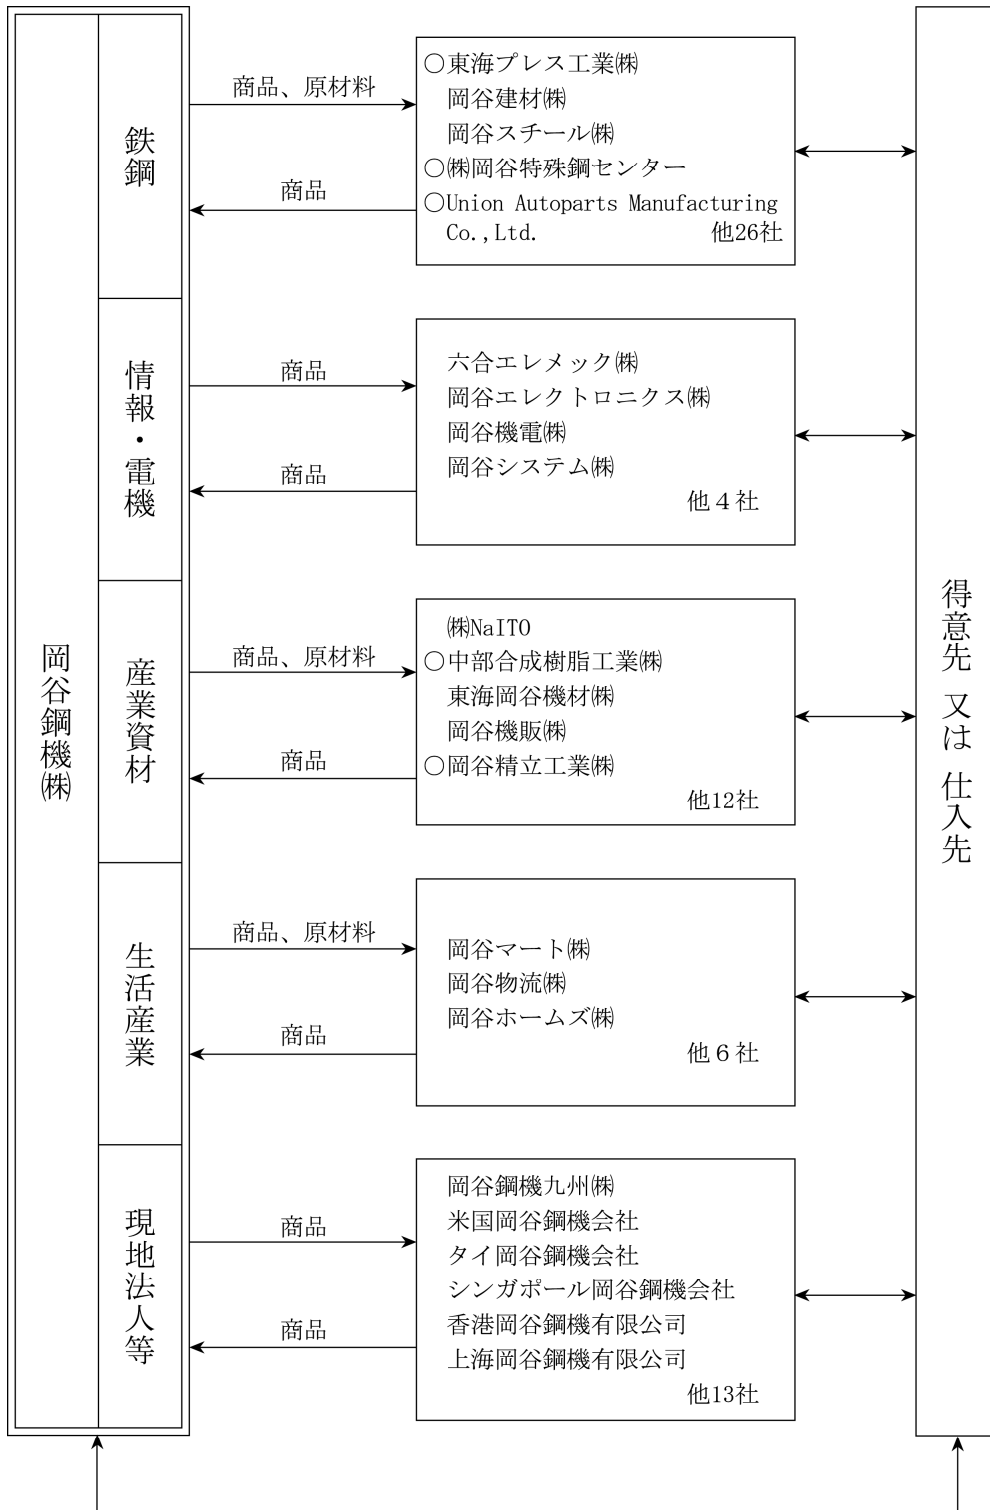 岡谷鋼機㈱
鉄鋼
商品、原材料
商品
○東海プレス工業㈱
岡谷建材㈱
岡谷スチール㈱
○㈱岡谷特殊鋼センター
○Union Autoparts Manufacturing
Co.,Ltd. 他26社
情報・電機
商品
商品
六合エレメック㈱
岡谷エレクトロニクス㈱
岡谷機電㈱
岡谷システム㈱
他４社
産業資材
商品、原材料
商品
㈱NaITO
○中部合成樹脂工業㈱
東海岡谷機材㈱
岡谷機販㈱
○岡谷精立工業㈱
他12社
生活産業
商品、原材料
商品
岡谷マート㈱
岡谷物流㈱
岡谷ホームズ㈱
他６社
現地法人等
商品
商品
岡谷鋼機九州㈱
米国岡谷鋼機会社
タイ岡谷鋼機会社
シンガポール岡谷鋼機会社
香港岡谷鋼機有限公司
上海岡谷鋼機有限公司
他13社
得意先 又は 仕入先